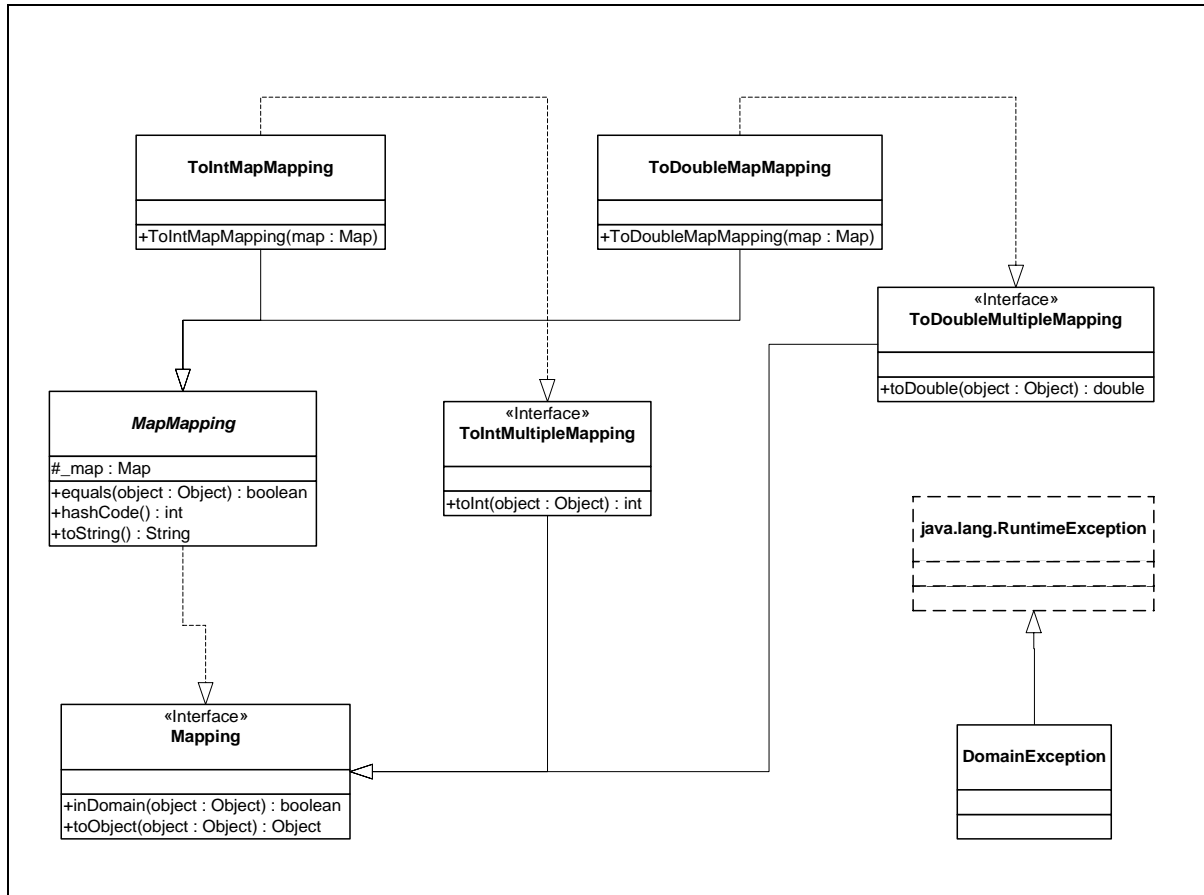 ToIntMapMapping
+ToIntMapMapping(map : Map)
ToDoubleMapMapping
+ToDoubleMapMapping(map : Map)
«Interface»
ToDoubleMultipleMapping
+toDouble(object : Object) : double
MapMapping
#_map : Map
+equals(object : Object) : boolean
+hashCode() : int
+toString() : String
«Interface»
ToIntMultipleMapping
+toInt(object : Object) : int
java.lang.RuntimeException
«Interface»
Mapping
+inDomain(object : Object) : boolean
+toObject(object : Object) : Object
DomainException